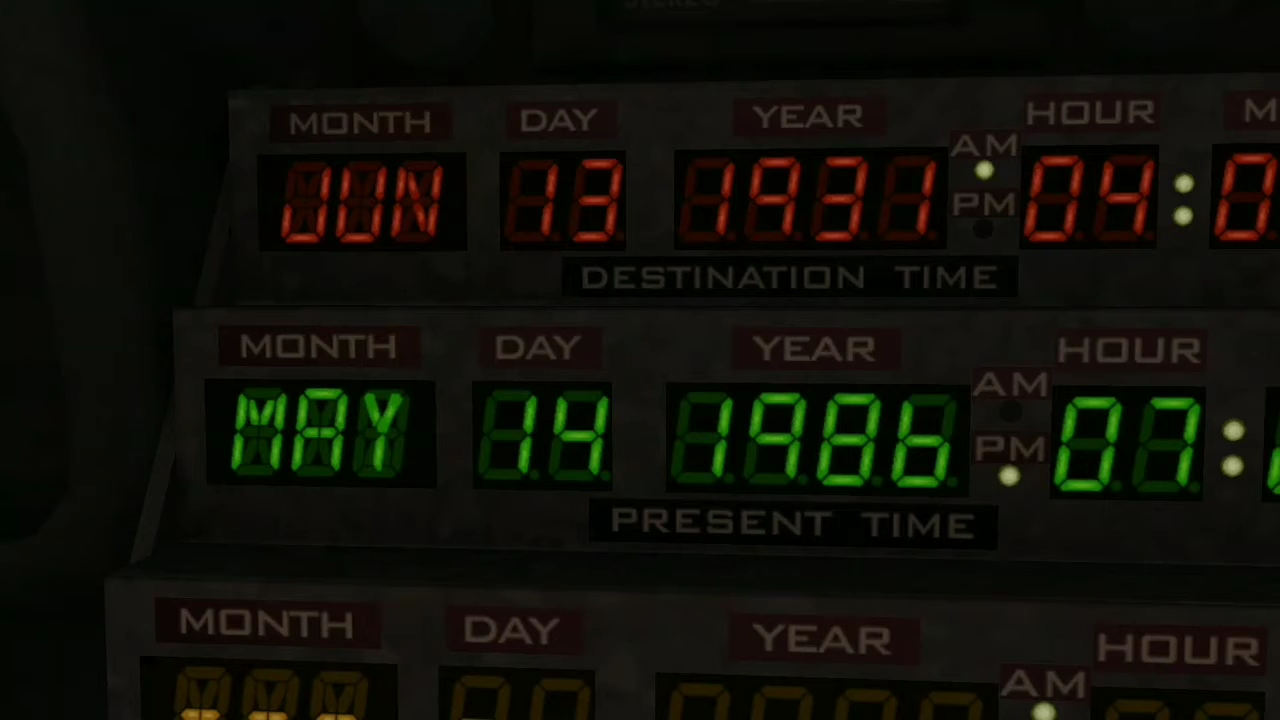 STEREO
MONTH DAY YEAR AM HOUR
JUN 13 1931 PM 04:
DESTINATION TIME
MONTH DAY YEAR AM HOUR
MAY 14 1986 PM 07:
PRESENT TIME
MONTH DAY YEAR HOUR
AM